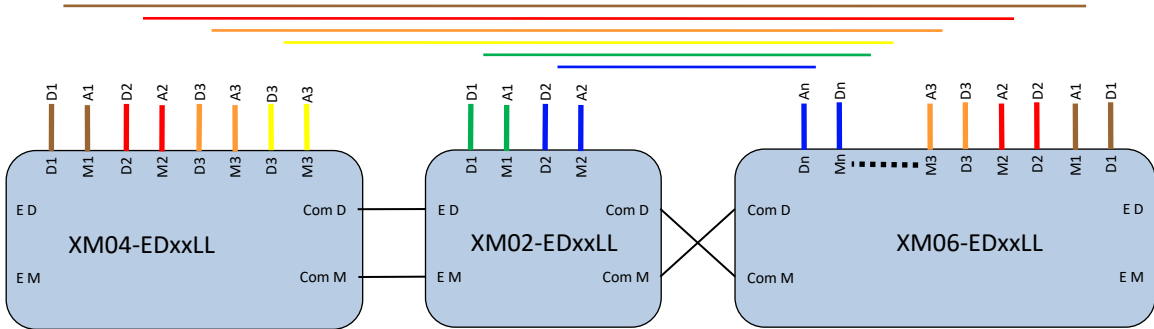 D1 A1 D2 A2 D3 A3 D3 A3 D1 A1 D2 A2 An Dn A3 D3 A2 D2 A1 D1
D1 M1 D2 M2 D3 M3 D3 M3 D1 M1 D2 M2 Dn Mn M3 D3 M2 D2 M1 D1
E D Com D E D Com D Com D E D
XM04-EDxxLL XM02-EDxxLL XM06-EDxxLL
E M Com M E M Com M Com M E M